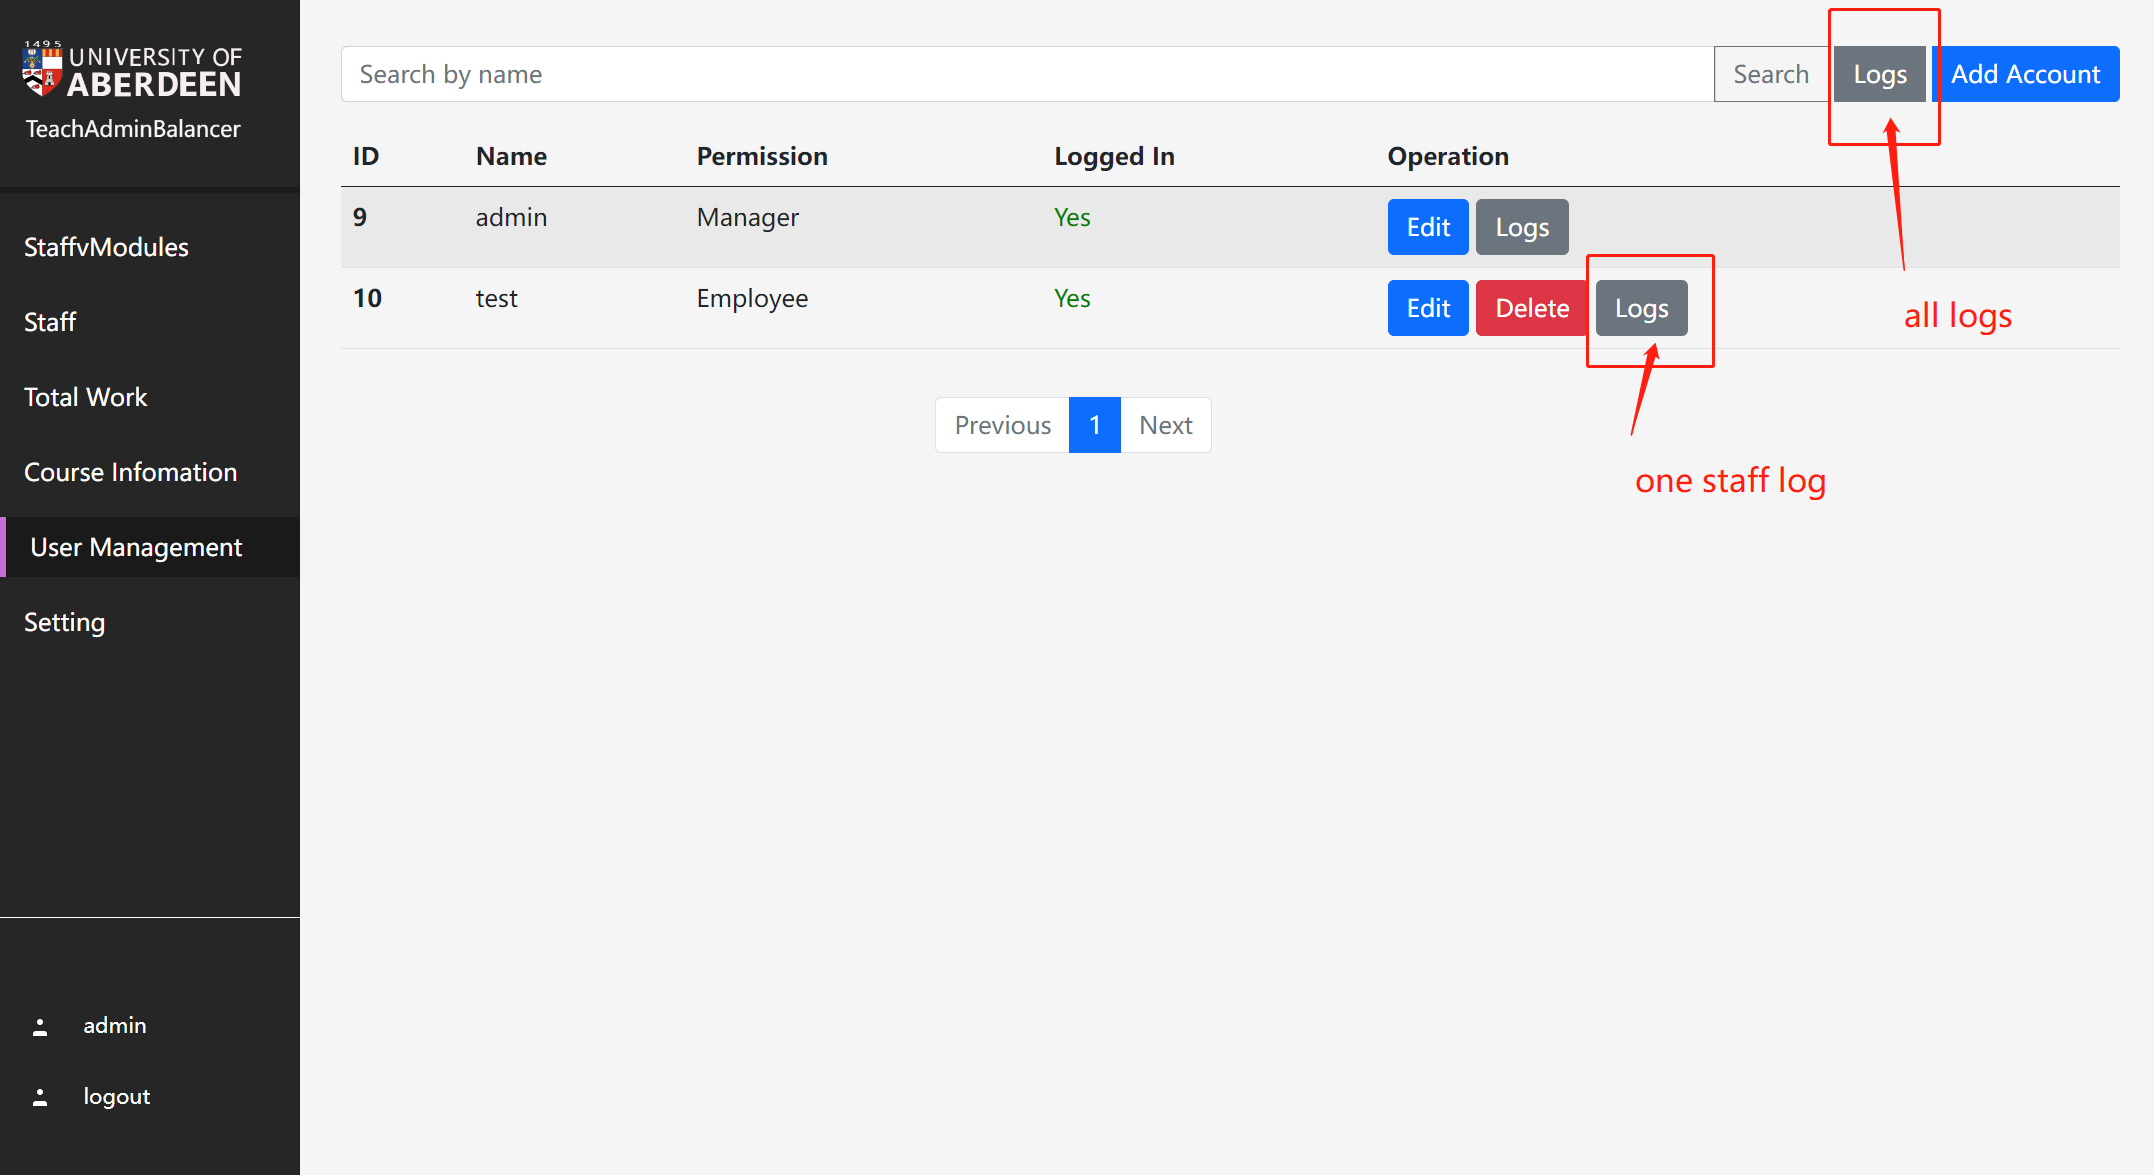 1495
UNIVERSITY OF
ABERDEEN
TeachAdminBalancer
StaffvModules
Staff
Total Work
Course Infomation
User Management
Setting
admin
logout
Search by name Search Logs Add Account
ID Name Permission Logged In Operation
9 admin Manager Yes Edit Logs
10 test Employee Yes Edit Delete Logs
all logs
Previous 1 Next
one staff log